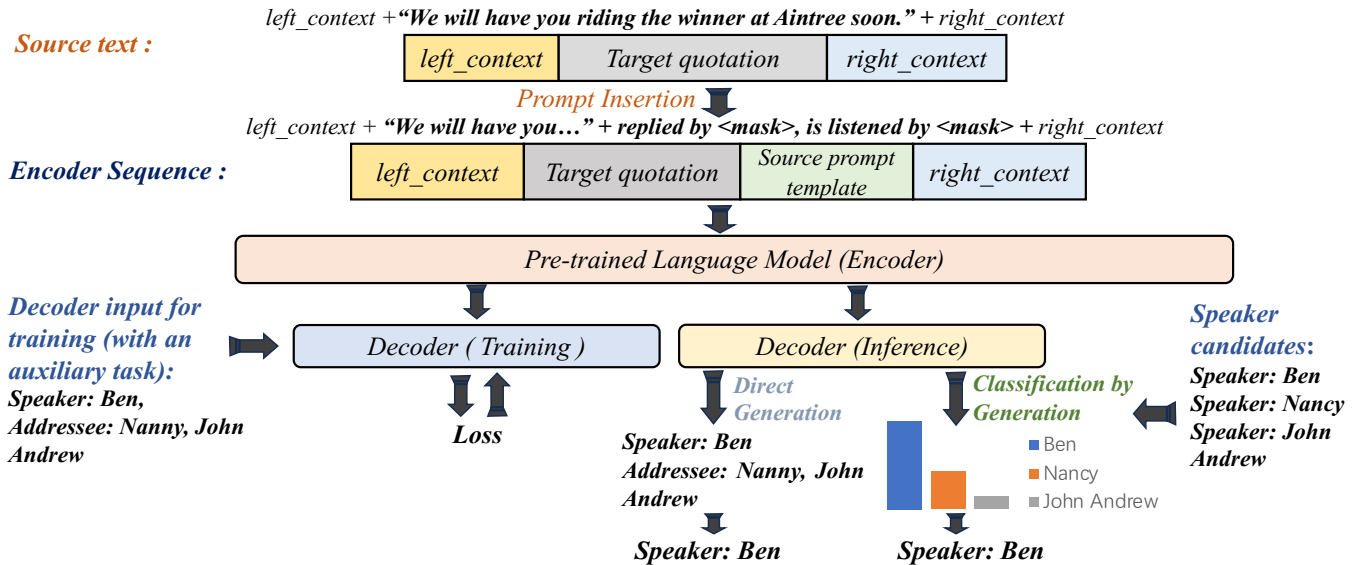 left_context +“We will have you riding the winner at Aintree soon.” + right_context
Source text :
left_context
Target quotation
right_context
Prompt Insertion
left_context + “We will have you…” + replied by <mask>, is listened by <mask> + right_context
Encoder Sequence :
left_context
Target quotation
Source prompt
template
right_context
Pre-trained Language Model (Encoder)
Decoder input for
training (with an
auxiliary task):
Speaker: Ben,
Addressee: Nanny, John
Andrew
Decoder ( Training )
Loss
Decoder (Inference)
Direct
Generation
Speaker: Ben
Addressee: Nanny, John
Andrew
Speaker: Ben
Classification by
Generation
Ben
Nancy
John Andrew
Speaker: Ben
Speaker
candidates:
Speaker: Ben
Speaker: Nancy
Speaker: John
Andrew